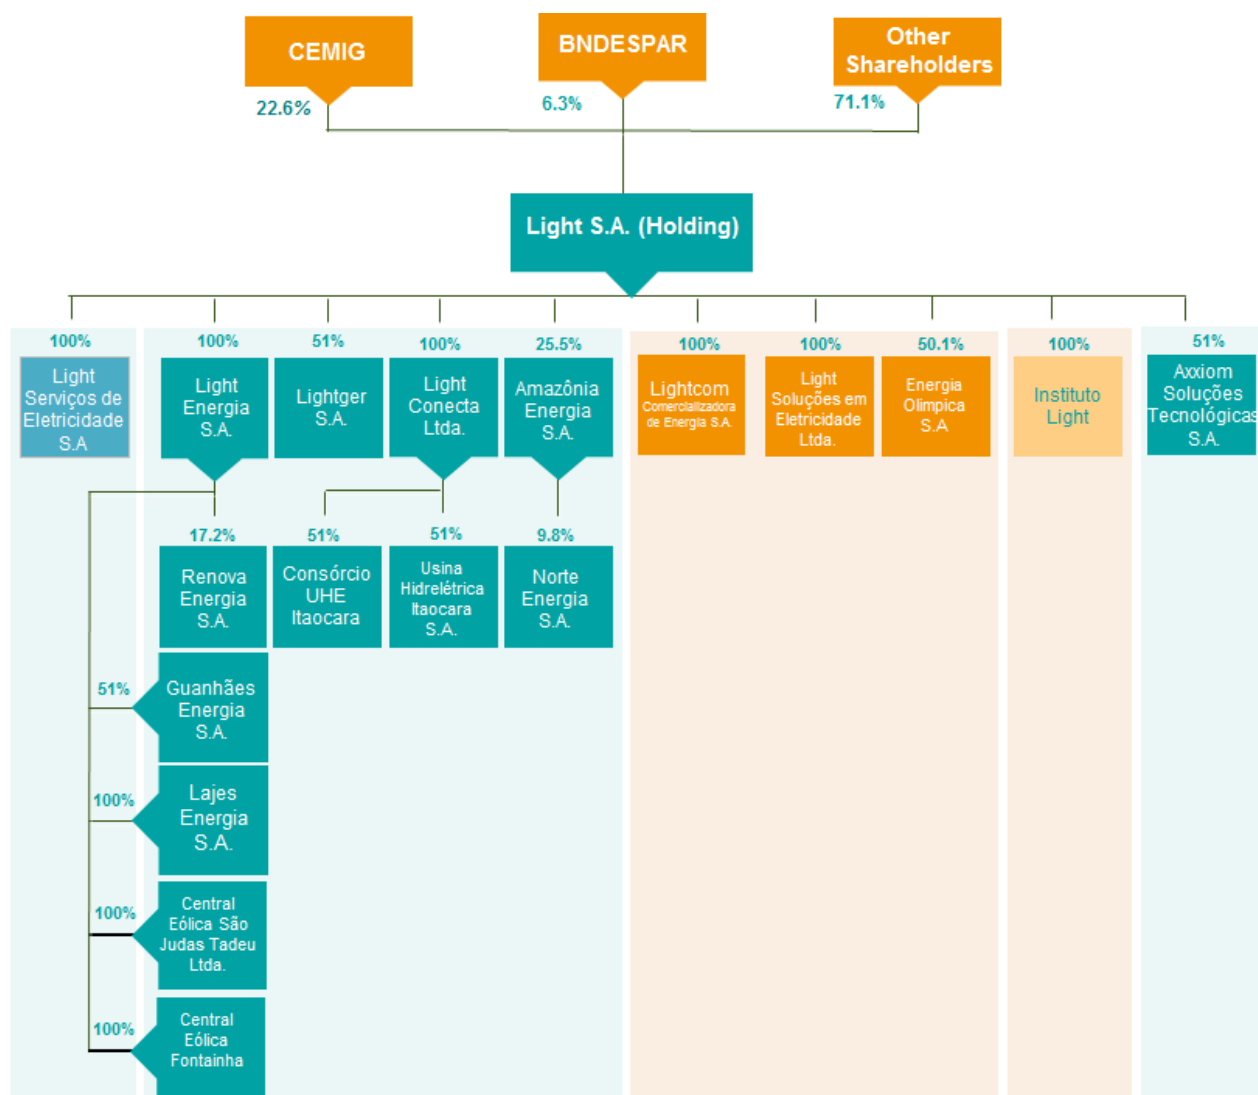 CEMIG
22.6%
BNDESPAR
6.3%
Other
Shareholders
71.1%
Light S.A. (Holding)
100%
Light
Serviços de
Eletricidade
S.A
100%
Light
Energia
S.A.
51%
Lightger
S.A.
100%
Light
Conecta
Ltda.
25.5%
Amazônia
Energia
S.A.
100%
Lightcom
Comercializadora
de Energia S.A.
100%
Light
Soluções em
Eletricidade
Ltda.
50.1%
Energia
Olimpica
S.A
100%
Instituto
Light
51%
Axxiom
Soluções
Tecnológicas
S.A.
17.2%
Renova
Energia
S.A.
51%
Consórcio
UHE
Itaocara
51%
Usina
Hidrelétrica
Itaocara
S.A.
9.8%
Norte
Energia
S.A.
51%
Guanhães
Energia
S.A.
100%
Lajes
Energia
S.A.
100%
Central
Eólica São
Judas Tadeu
Ltda.
100%
Central
Eólica
Fontainha